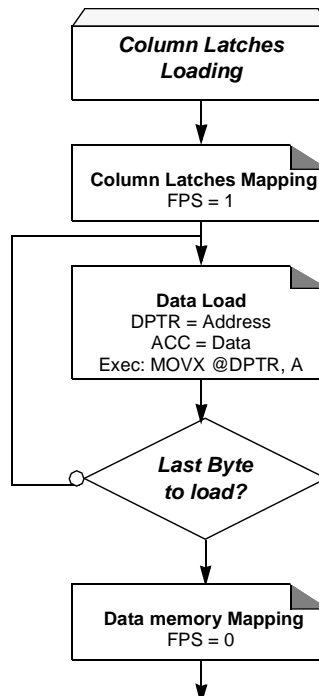 Column Latches
Loading
Column Latches Mapping
FPS = 1
Data Load
DPTR = Address
ACC = Data
Exec: MOVX @DPTR, A
Last Byte
to load?
Data memory Mapping
FPS = 0